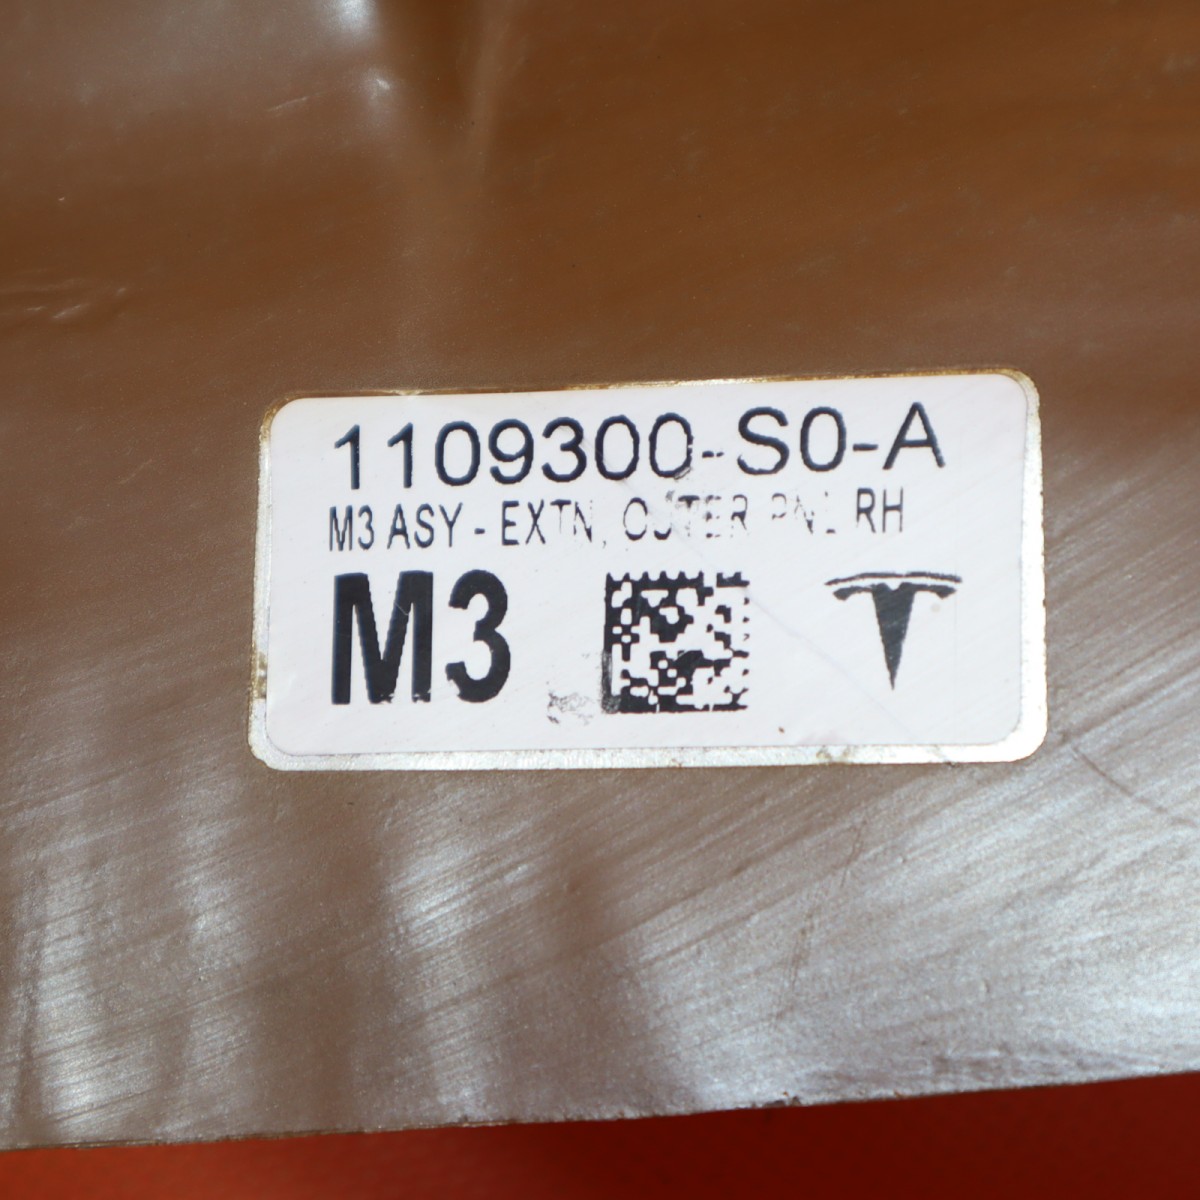 1109300-S0-A
M3 ASY - EXTN, OUTER PNL RH
M3